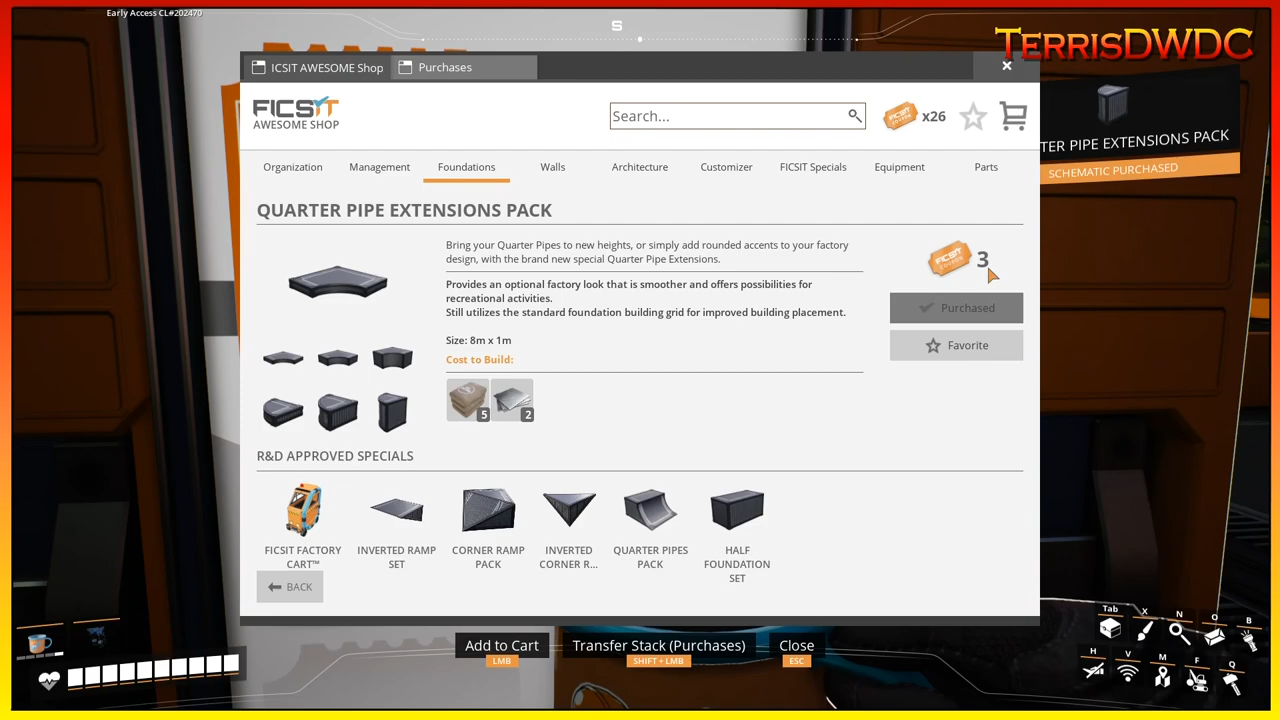 Early Access CL#202470
S
TERRISDWDC
ICSIT AWESOME Shop
Purchases
FICSIT
AWESOME SHOP
Search...
FICSIT
COUPON
x26
TER PIPE EXTENSIONS PACK
SCHEMATIC PURCHASED
Organization
Management
Foundations
Walls
Architecture
Customizer
FICSIT Specials
Equipment
Parts
QUARTER PIPE EXTENSIONS PACK
Bring your Quarter Pipes to new heights, or simply add rounded accents to your factory
design, with the brand new special Quarter Pipe Extensions.
Provides an optional factory look that is smoother and offers possibilities for
recreational activities.
Still utilizes the standard foundation building grid for improved building placement.
Size: 8m x 1m
Cost to Build:
5
2
FICSIT
COUPON
3
Purchased
Favorite
R&D APPROVED SPECIALS
FICSIT FACTORY
CART™
INVERTED RAMP
SET
CORNER RAMP
PACK
INVERTED
CORNER R...
QUARTER PIPES
PACK
HALF
FOUNDATION
SET
BACK
Add to Cart
LMB
Transfer Stack (Purchases)
SHIFT + LMB
Close
ESC
Tab
X
N
O
B
H
V
M
F
Q